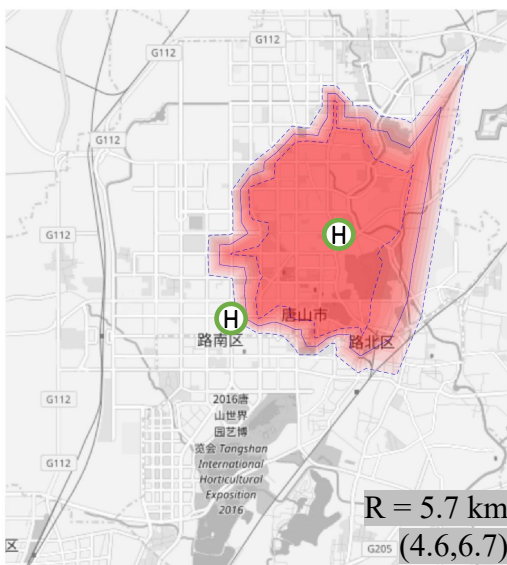 G112
G112
G112
G112
H
H
唐山市
路南区
路北区
2016唐
山世界
园艺博
览会 Tangshan
International
Horticultural
Exposition
2016
G112
G112
R = 5.7 km
(4.6,6.7)
区
G205